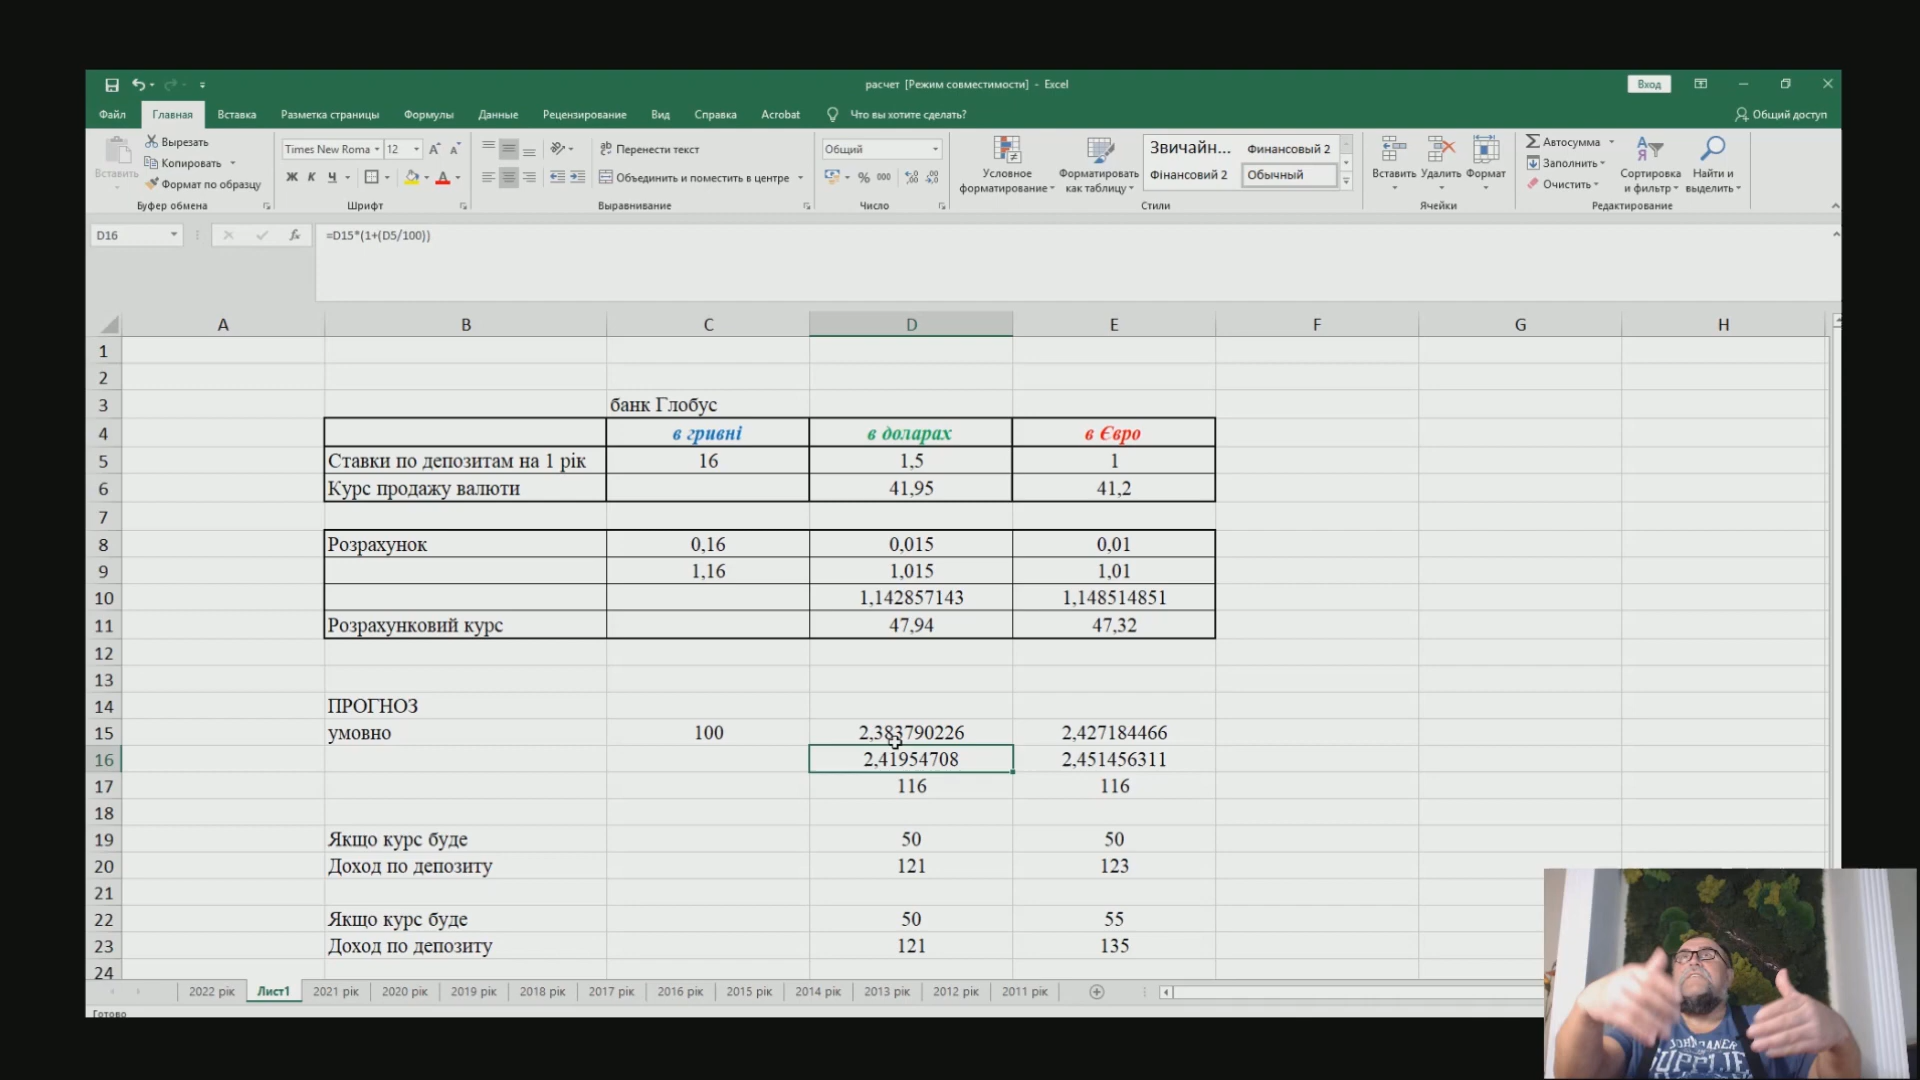 расчет [Режим совместимости] - Excel
Вход
Файл Главная Вставка Разметка страницы Формулы Данные Рецензирование Вид Справка Acrobat Что вы хотите сделать? Общий доступ
Вставить
Вырезать
Копировать
Формат по образцу
Буфер обмена
Times New Roma 12
Ж К Ч А
Шрифт
Перенести текст
Объединить и поместить в центре
Выравнивание
Общий
% 000
Число
Условное форматирование
Форматировать как таблицу
Звичайн... Финансовый 2
Фінансовий 2 Обычный
Стили
Вставить Удалить Формат
Ячейки
Автосумма
Заполнить
Очистить
Сортировка и фильтр
Найти и выделить
Редактирование
D16 fx =D15*(1+(D5/100))
A B C D E F G H
1
2
3 банк Глобус
4 в гривні в доларах в Євро
5 Ставки по депозитам на 1 рік 16 1,5 1
6 Курс продажу валюти 41,95 41,2
7
8 Розрахунок 0,16 0,015 0,01
9 1,16 1,015 1,01
10 1,142857143 1,148514851
11 Розрахунковий курс 47,94 47,32
12
13
14 ПРОГНОЗ
15 умовно 100 2,383790226 2,427184466
16 2,41954708 2,451456311
17 116 116
18
19 Якщо курс буде 50 50
20 Доход по депозиту 121 123
21
22 Якщо курс буде 50 55
23 Доход по депозиту 121 135
24
2022 рік Лист1 2021 рік 2020 рік 2019 рік 2018 рік 2017 рік 2016 рік 2015 рік 2014 рік 2013 рік 2012 рік 2011 рік
Готово